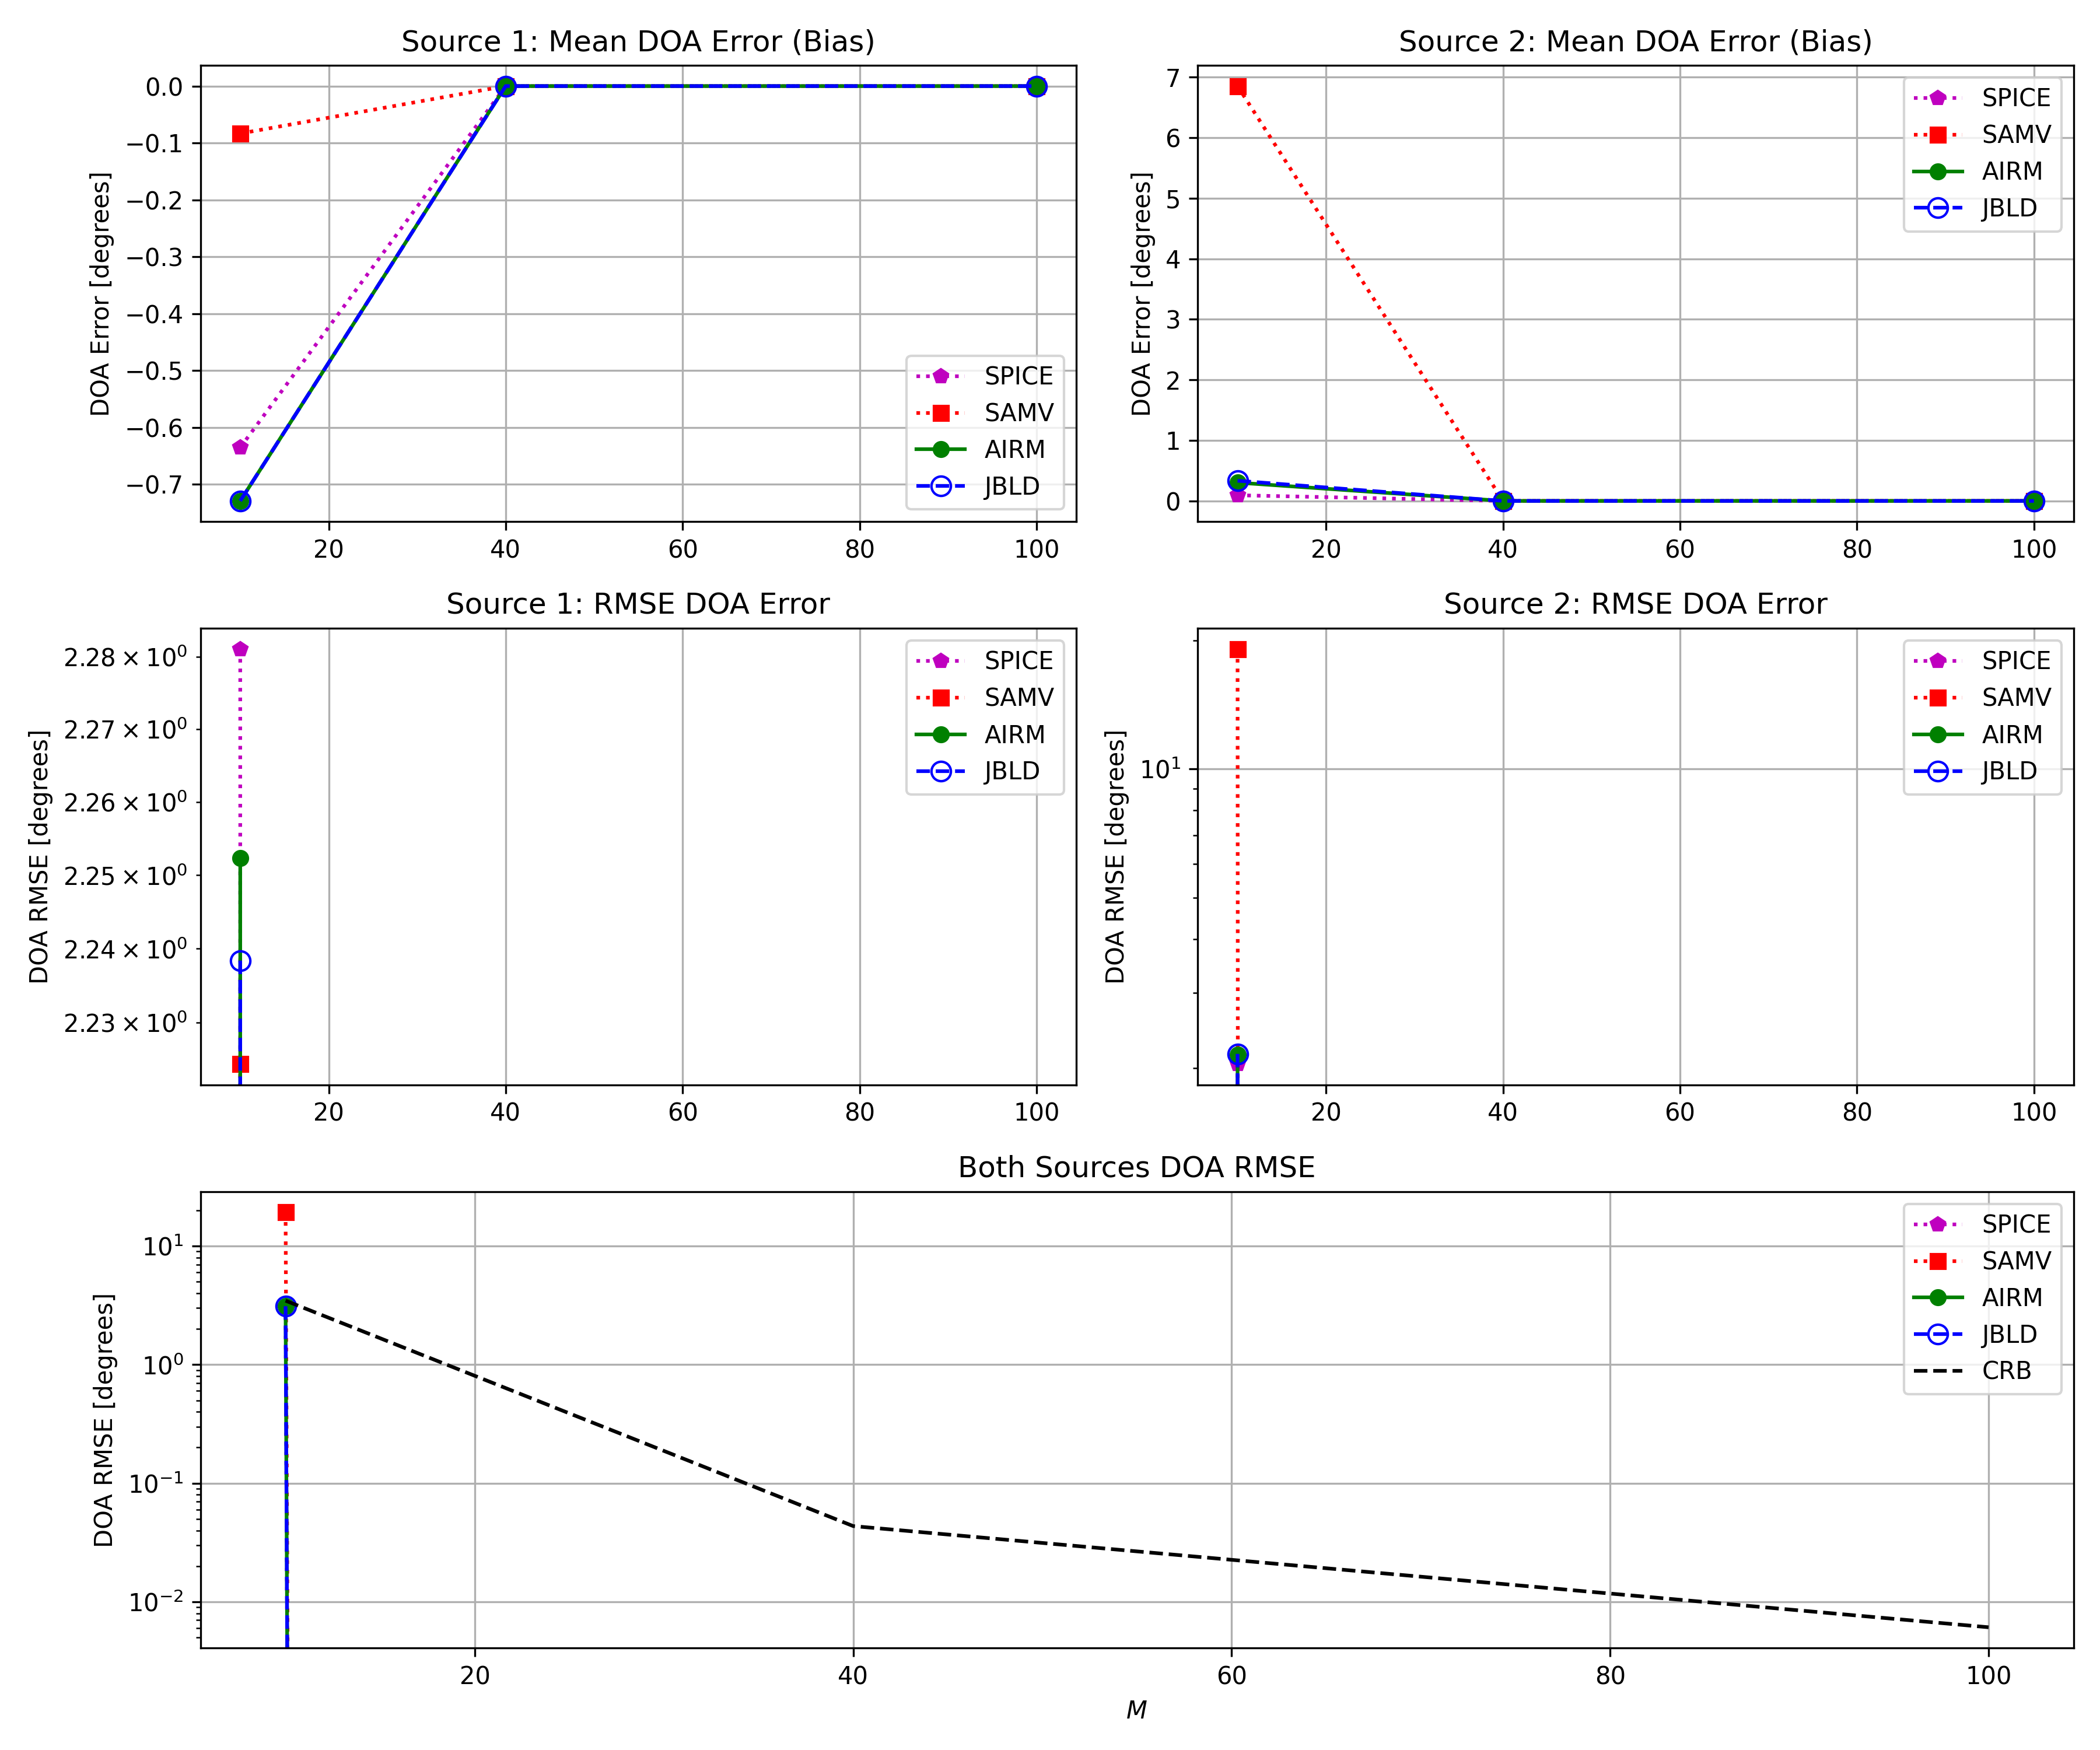 Source 1: Mean DOA Error (Bias)
DOA Error [degrees]
0.0
−0.1
−0.2
−0.3
−0.4
−0.5
−0.6
−0.7
20 40 60 80 100
SPICE
SAMV
AIRM
JBLD
Source 2: Mean DOA Error (Bias)
DOA Error [degrees]
7
6
5
4
3
2
1
0
20 40 60 80 100
SPICE
SAMV
AIRM
JBLD
Source 1: RMSE DOA Error
DOA RMSE [degrees]
2.28 × 10⁰
2.27 × 10⁰
2.26 × 10⁰
2.25 × 10⁰
2.24 × 10⁰
2.23 × 10⁰
20 40 60 80 100
SPICE
SAMV
AIRM
JBLD
Source 2: RMSE DOA Error
DOA RMSE [degrees]
10¹
20 40 60 80 100
SPICE
SAMV
AIRM
JBLD
Both Sources DOA RMSE
DOA RMSE [degrees]
10¹
10⁰
10⁻¹
10⁻²
20 40 60 80 100
M
SPICE
SAMV
AIRM
JBLD
CRB